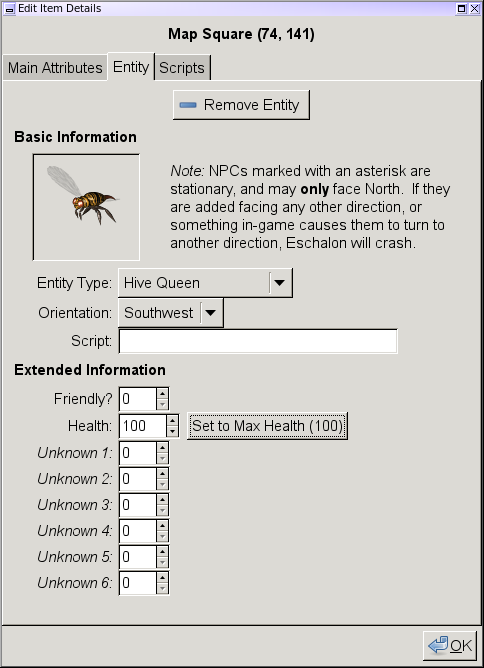 Edit Item Details
Map Square (74, 141)
Main Attributes Entity Scripts
Remove Entity
Basic Information
Note: NPCs marked with an asterisk are
stationary, and may only face North.  If they
are added facing any other direction, or
something in-game causes them to turn to
another direction, Eschalon will crash.
Entity Type: Hive Queen
Orientation: Southwest
Script:
Extended Information
Friendly? 0
Health: 100 Set to Max Health (100)
Unknown 1: 0
Unknown 2: 0
Unknown 3: 0
Unknown 4: 0
Unknown 5: 0
Unknown 6: 0
OK